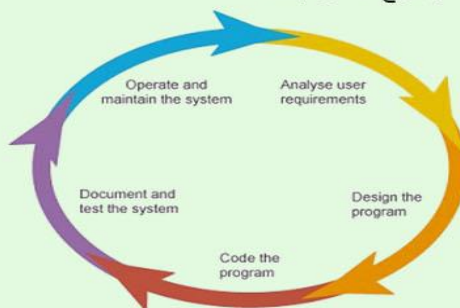 Operate and
maintain the system
Analyse user
requirements
Document and
test the system
Design the
program
Code the
program